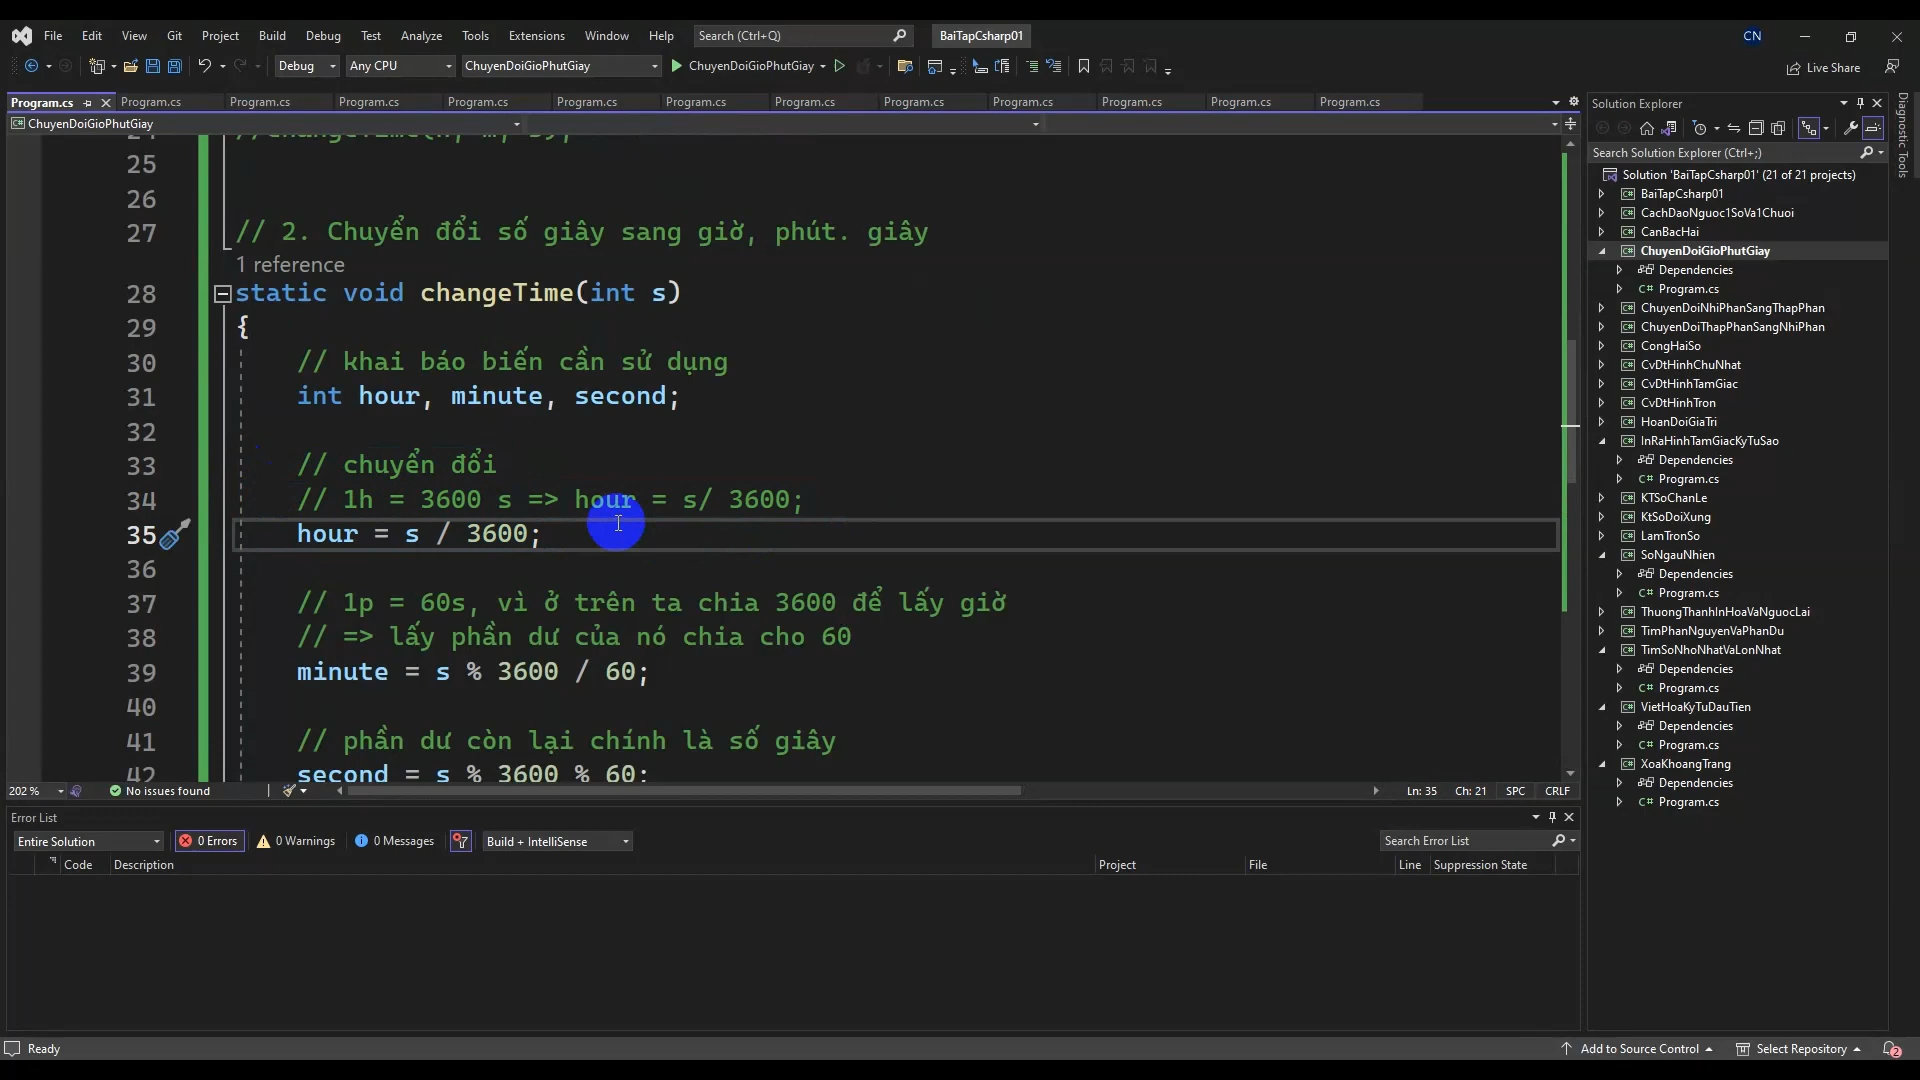 File Edit View Git Project Build Debug Test Analyze Tools Extensions Window Help Search (Ctrl+Q) BaiTapCsharp01 CN
Debug Any CPU ChuyenDoiGioPhutGiay ChuyenDoiGioPhutGiay Live Share
Program.cs Program.cs Program.cs Program.cs Program.cs Program.cs Program.cs Program.cs Program.cs Program.cs Program.cs Program.cs Program.cs
ChuyenDoiGioPhutGiay
25
26
27 // 2. Chuyển đổi số giây sang giờ, phút. giây
1 reference
28 static void changeTime(int s)
29 {
30 // khai báo biến cần sử dụng
31 int hour, minute, second;
32
33 // chuyển đổi
34 // 1h = 3600 s => hour = s/ 3600;
35 hour = s / 3600;
36
37 // 1p = 60s, vì ở trên ta chia 3600 để lấy giờ
38 // => lấy phần dư của nó chia cho 60
39 minute = s % 3600 / 60;
40
41 // phần dư còn lại chính là số giây
42 second = s % 3600 % 60;
202 % No issues found Ln: 35 Ch: 21 SPC CRLF
Error List
Entire Solution 0 Errors 0 Warnings 0 Messages Build + IntelliSense Search Error List
Code Description Project File Line Suppression State
Solution Explorer
Search Solution Explorer (Ctrl+;)
Solution 'BaiTapCsharp01' (21 of 21 projects)
BaiTapCsharp01
CachDaoNguoc1SoVa1Chuoi
CanBacHai
ChuyenDoiGioPhutGiay
Dependencies
C# Program.cs
ChuyenDoiNhiPhanSangThapPhan
ChuyenDoiThapPhanSangNhiPhan
CongHaiSo
CvDtHinhChuNhat
CvDtHinhTamGiac
CvDtHinhTron
HoanDoiGiaTri
InRaHinhTamGiacKyTuSao
Dependencies
C# Program.cs
KTSoChanLe
KtSoDoiXung
LamTronSo
SoNgauNhien
Dependencies
C# Program.cs
ThuongThanhInHoaVaNguocLai
TimPhanNguyenVaPhanDu
TimSoNhoNhatVaLonNhat
Dependencies
C# Program.cs
VietHoaKyTuDauTien
Dependencies
C# Program.cs
XoaKhoangTrang
Dependencies
C# Program.cs
Diagnostic Tools
Ready Add to Source Control Select Repository 2